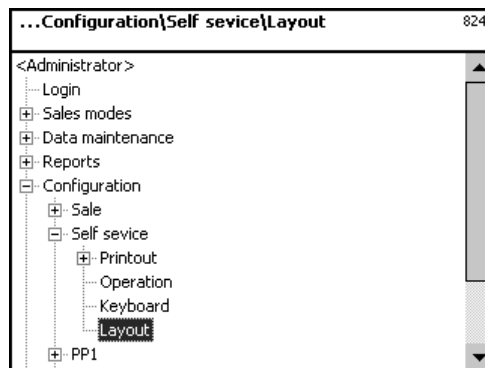 ...Configuration\Self sevice\Layout 824
<Administrator>
Login
Sales modes
Data maintenance
Reports
Configuration
Sale
Self sevice
Printout
Operation
Keyboard
Layout
PP1